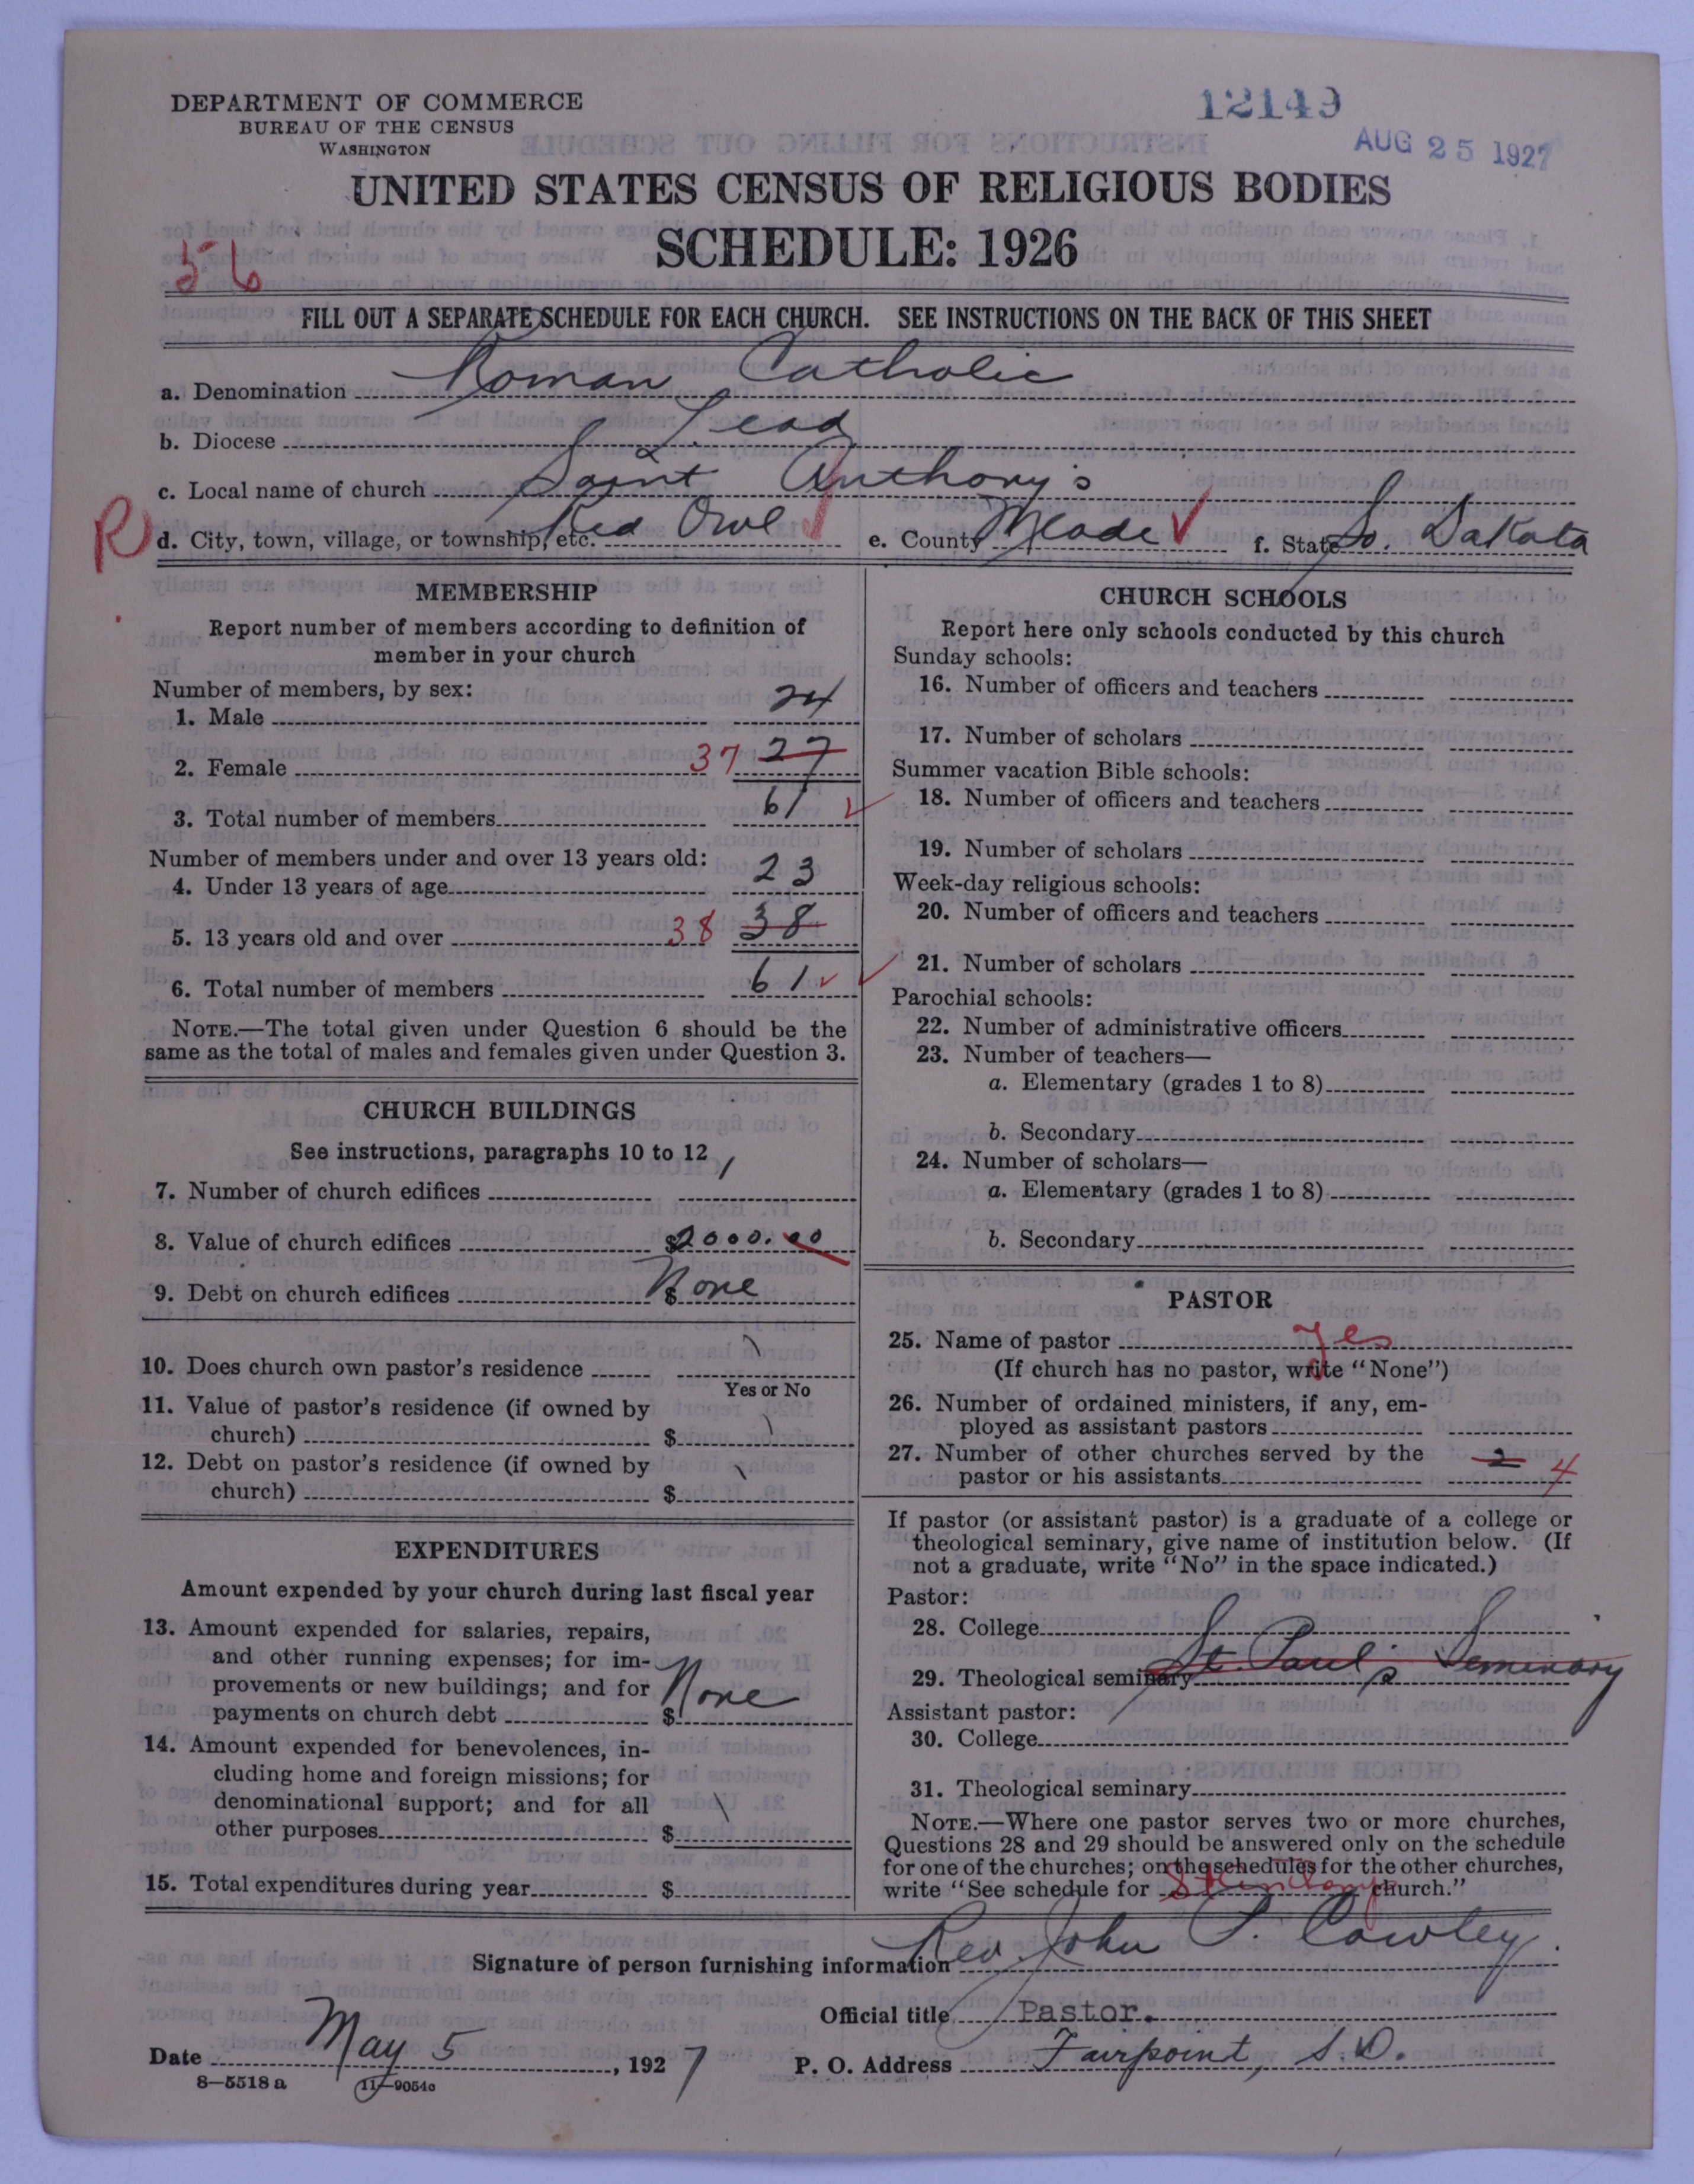 DEPARTMENT OF COMMERCE
BUREAU OF THE CENSUS
WASHINGTON
12149
AUG 25 1927
UNITED STATES CENSUS OF RELIGIOUS BODIES
SCHEDULE: 1926
56
FILL OUT A SEPARATE SCHEDULE FOR EACH CHURCH. SEE INSTRUCTIONS ON THE BACK OF THIS SHEET
a. Denomination Roman Catholic
b. Diocese Lead
c. Local name of church Saint Anthony's
R d. City, town, village, or township, etc. Red Owl e. County Meade f. State So. Dakota
MEMBERSHIP
Report number of members according to definition of
member in your church
Number of members, by sex:
1. Male 24
2. Female 37 27
3. Total number of members 61
Number of members under and over 13 years old:
4. Under 13 years of age 23
5. 13 years old and over 38 38
6. Total number of members 61
NOTE.—The total given under Question 6 should be the
same as the total of males and females given under Question 3.
CHURCH BUILDINGS
See instructions, paragraphs 10 to 12
7. Number of church edifices 1
8. Value of church edifices $2000.00
9. Debt on church edifices $ None
10. Does church own pastor's residence
Yes or No
11. Value of pastor's residence (if owned by
church) $
12. Debt on pastor's residence (if owned by
church) $
EXPENDITURES
Amount expended by your church during last fiscal year
13. Amount expended for salaries, repairs,
and other running expenses; for im-
provements or new buildings; and for
payments on church debt $ None
14. Amount expended for benevolences, in-
cluding home and foreign missions; for
denominational support; and for all
other purposes $
15. Total expenditures during year $
CHURCH SCHOOLS
Report here only schools conducted by this church
Sunday schools:
16. Number of officers and teachers
17. Number of scholars
Summer vacation Bible schools:
18. Number of officers and teachers
19. Number of scholars
Week-day religious schools:
20. Number of officers and teachers
21. Number of scholars
Parochial schools:
22. Number of administrative officers
23. Number of teachers—
a. Elementary (grades 1 to 8)
b. Secondary
24. Number of scholars—
a. Elementary (grades 1 to 8)
b. Secondary
PASTOR
25. Name of pastor Yes
(If church has no pastor, write "None")
26. Number of ordained ministers, if any, em-
ployed as assistant pastors
27. Number of other churches served by the
pastor or his assistants 2 4
If pastor (or assistant pastor) is a graduate of a college or
theological seminary, give name of institution below. (If
not a graduate, write "No" in the space indicated.)
Pastor:
28. College
29. Theological seminary St. Paul's Seminary
Assistant pastor:
30. College
31. Theological seminary
NOTE.—Where one pastor serves two or more churches,
Questions 28 and 29 should be answered only on the schedule
for one of the churches; on the schedules for the other churches,
write "See schedule for church."
Signature of person furnishing information Rev John P. Cowley.
Official title Pastor.
Date May 5, 1927 P. O. Address Fairpoint, S.D.
8—5518a 11—9054c